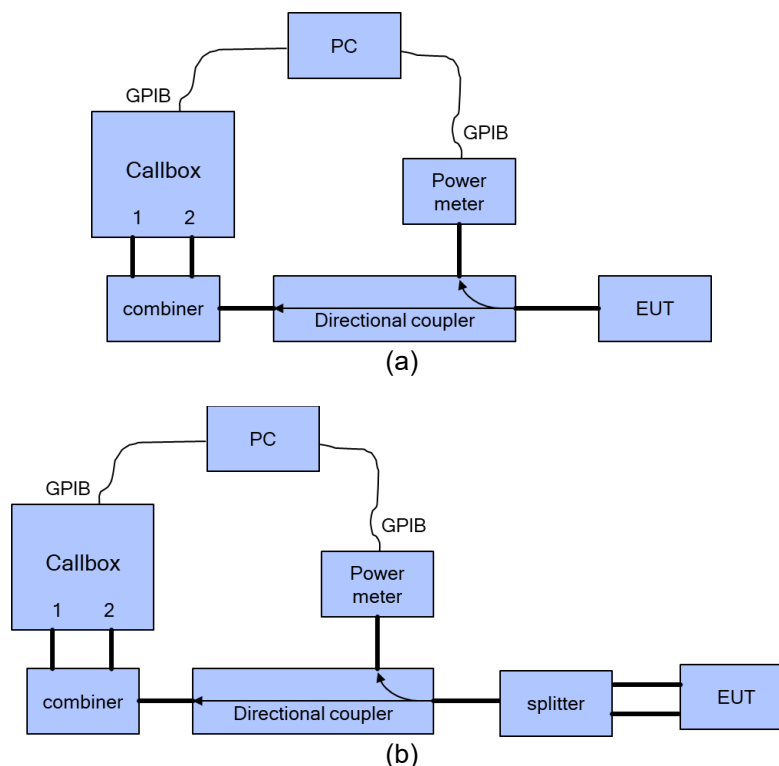 PC
GPIB
GPIB
Callbox
Power
meter
1 2
combiner
Directional coupler
EUT
(a)
PC
GPIB
GPIB
Callbox
Power
meter
1 2
combiner
Directional coupler
splitter
EUT
(b)